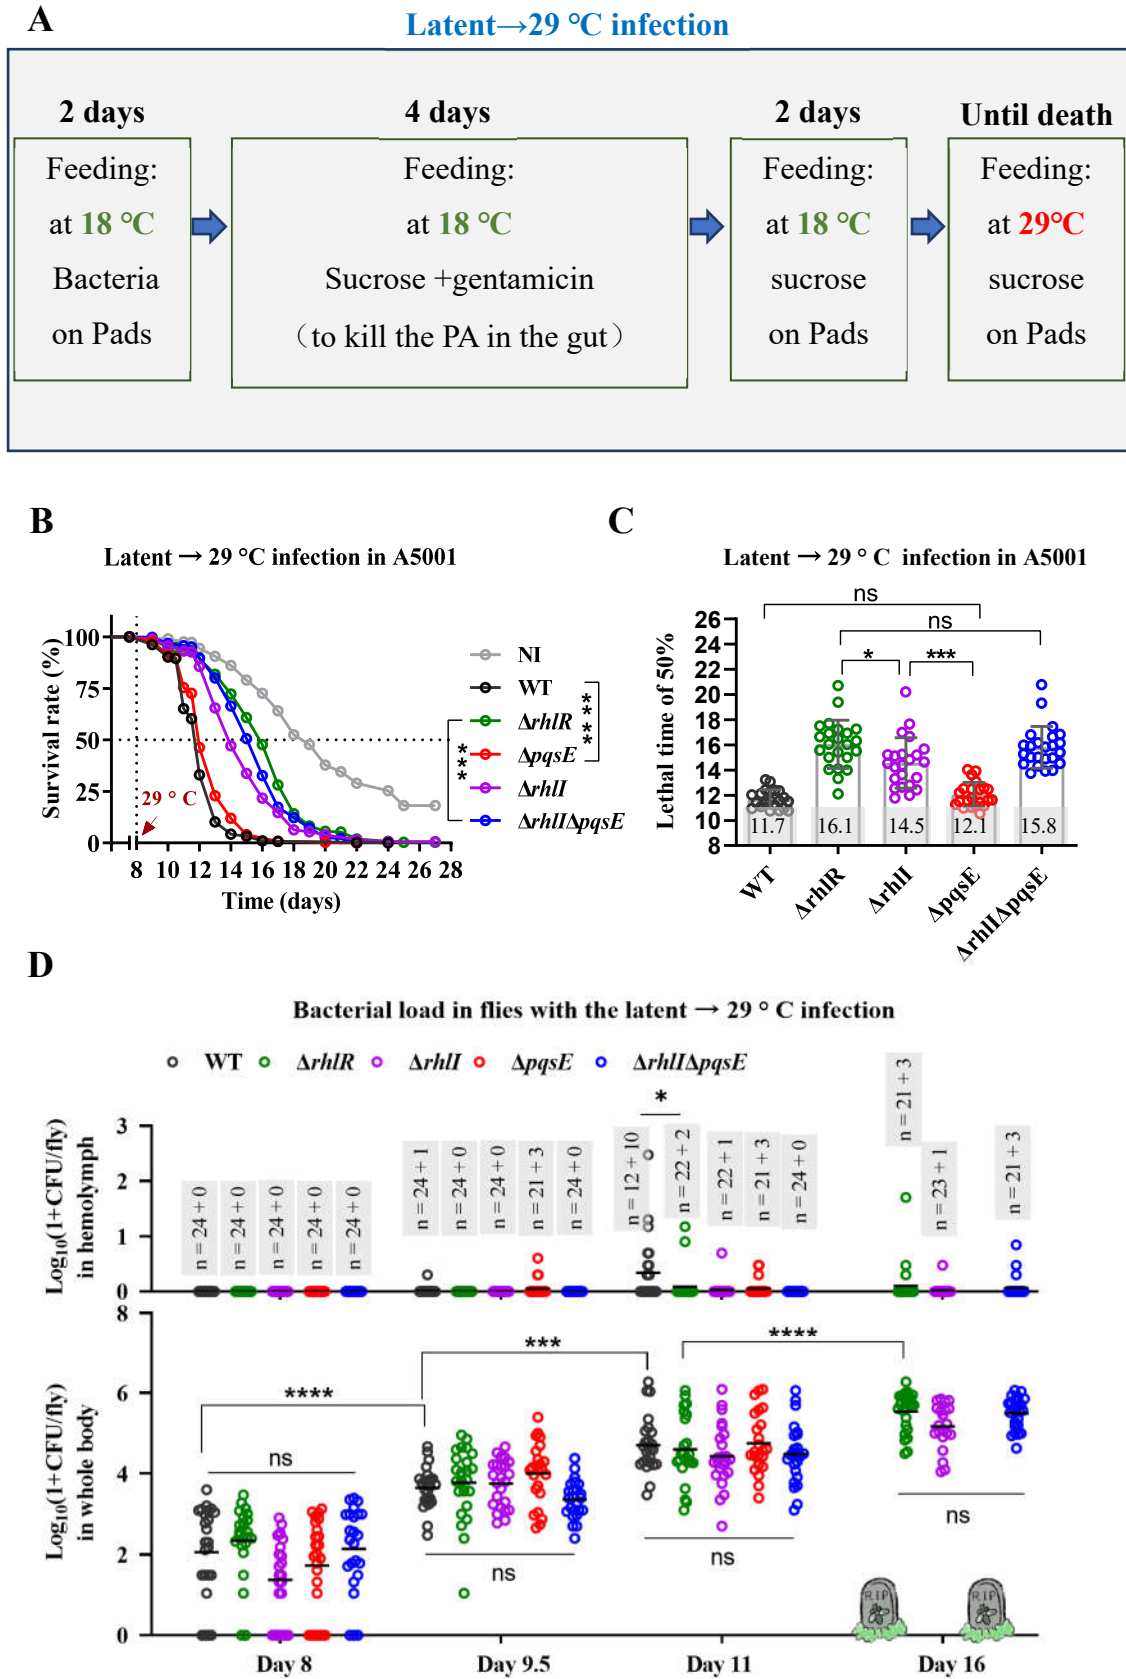 A
Latent→29 °C infection
2 days
4 days
2 days
Until death
Feeding:
at 18 °C
Bacteria
on Pads
Feeding:
at 18 °C
Sucrose +gentamicin
(to kill the PA in the gut)
Feeding:
at 18 °C
sucrose
on Pads
Feeding:
at 29°C
sucrose
on Pads
B
Latent → 29 °C infection in A5001
Survival rate (%)
100
75
50
25
0
29 ° C
8 10 12 14 16 18 20 22 24 26 28
Time (days)
NI
WT
ΔrhlR
ΔpqsE
ΔrhlI
ΔrhlIΔpqsE
****
***
C
Latent → 29 ° C infection in A5001
Lethal time of 50%
26
24
22
20
18
16
14
12
10
8
ns
ns
*
***
11.7
16.1
14.5
12.1
15.8
WT
ΔrhlR
ΔrhlI
ΔpqsE
ΔrhlIΔpqsE
D
Bacterial load in flies with the latent → 29 ° C infection
WT
ΔrhlR
ΔrhlI
ΔpqsE
ΔrhlIΔpqsE
Log10(1+CFU/fly)
in hemolymph
3
2
1
0
n = 24 + 0
n = 24 + 0
n = 24 + 0
n = 24 + 0
n = 24 + 0
n = 24 + 1
n = 24 + 0
n = 24 + 0
n = 21 + 3
n = 24 + 0
*
n = 12 + 10
n = 22 + 2
n = 22 + 1
n = 21 + 3
n = 24 + 0
n = 21 + 3
n = 23 + 1
n = 21 + 3
Log10(1+CFU/fly)
in whole body
8
6
4
2
0
****
***
****
ns
ns
ns
ns
RIP
RIP
Day 8
Day 9.5
Day 11
Day 16